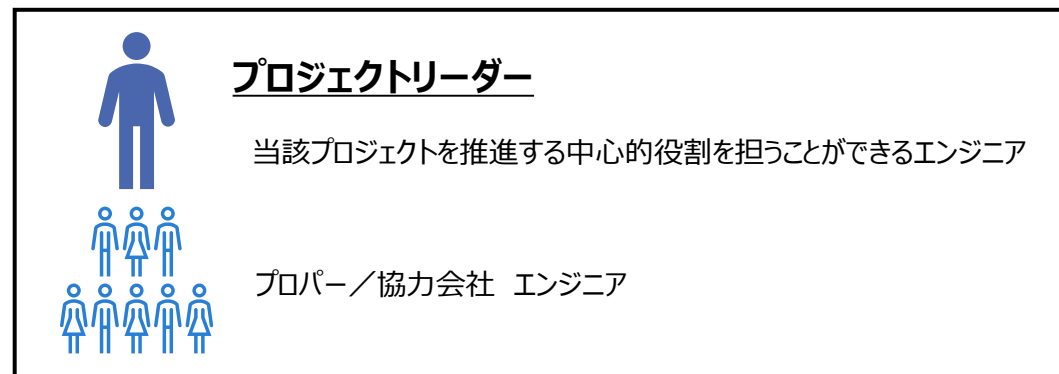 プロジェクトリーダー
当該プロジェクトを推進する中心的役割を担うことができるエンジニア
プロパー／協力会社　エンジニア